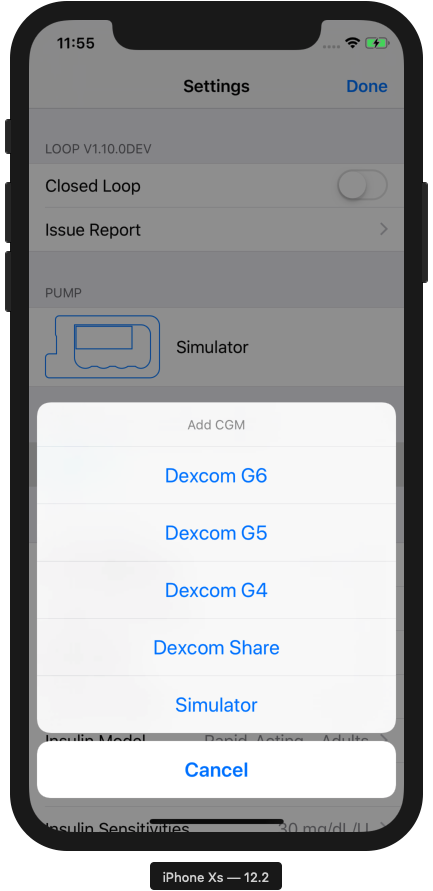 11:55
Settings
Done
LOOP V1.10.0DEV
Closed Loop
Issue Report
PUMP
Simulator
Add CGM
Dexcom G6
Dexcom G5
Dexcom G4
Dexcom Share
Simulator
Insulin Model Rapid-Acting – Adults
Cancel
Insulin Sensitivities 30 mg/dL/U
iPhone Xs — 12.2